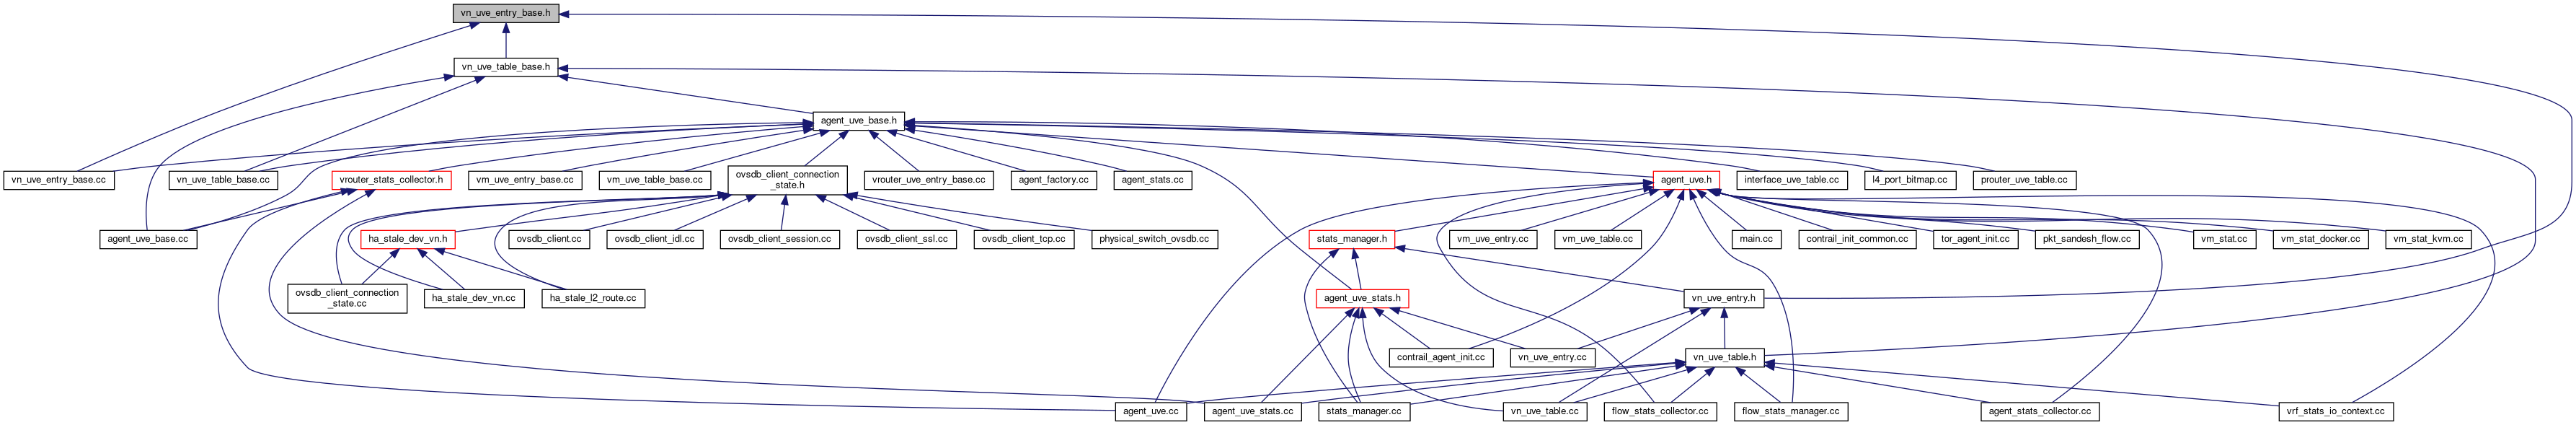 vn_uve_entry_base.h
vn_uve_table_base.h
agent_uve_base.h
vn_uve_entry_base.cc
vn_uve_table_base.cc
vrouter_stats_collector.h
vm_uve_entry_base.cc
vm_uve_table_base.cc
ovsdb_client_connection
_state.h
vrouter_uve_entry_base.cc
agent_factory.cc
agent_stats.cc
agent_uve.h
interface_uve_table.cc
l4_port_bitmap.cc
prouter_uve_table.cc
agent_uve_base.cc
ha_stale_dev_vn.h
ovsdb_client.cc
ovsdb_client_idl.cc
ovsdb_client_session.cc
ovsdb_client_ssl.cc
ovsdb_client_tcp.cc
physical_switch_ovsdb.cc
stats_manager.h
vm_uve_entry.cc
vm_uve_table.cc
main.cc
contrail_init_common.cc
tor_agent_init.cc
pkt_sandesh_flow.cc
vm_stat.cc
vm_stat_docker.cc
vm_stat_kvm.cc
ovsdb_client_connection
_state.cc
ha_stale_dev_vn.cc
ha_stale_l2_route.cc
agent_uve_stats.h
vn_uve_entry.h
contrail_agent_init.cc
vn_uve_entry.cc
vn_uve_table.h
agent_uve.cc
agent_uve_stats.cc
stats_manager.cc
vn_uve_table.cc
flow_stats_collector.cc
flow_stats_manager.cc
agent_stats_collector.cc
vrf_stats_io_context.cc